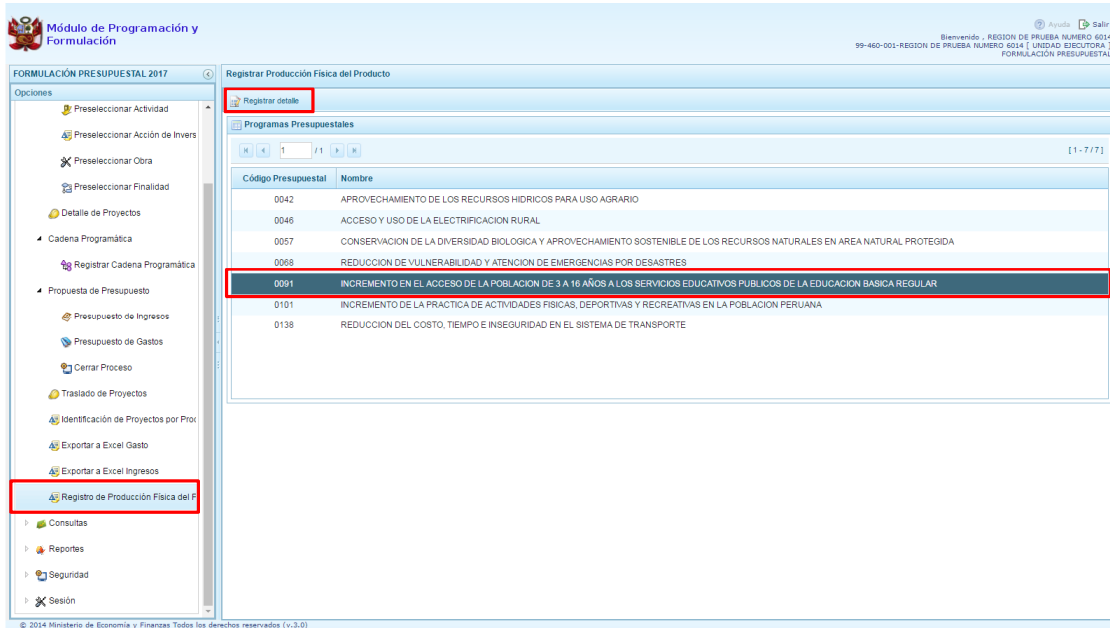 Módulo de Programación y
Formulación
Ayuda Salir
Bienvenido , REGION DE PRUEBA NUMERO 6014
99-460-001-REGION DE PRUEBA NUMERO 6014 [ UNIDAD EJECUTORA ]
FORMULACIÓN PRESUPUESTAL
FORMULACIÓN PRESUPUESTAL 2017
Opciones
Preseleccionar Actividad
Preseleccionar Acción de Invers
Preseleccionar Obra
Preseleccionar Finalidad
Detalle de Proyectos
Cadena Programática
Registrar Cadena Programática
Propuesta de Presupuesto
Presupuesto de Ingresos
Presupuesto de Gastos
Cerrar Proceso
Traslado de Proyectos
Identificación de Proyectos por Proc
Exportar a Excel Gasto
Exportar a Excel Ingresos
Registro de Producción Física del P
Consultas
Reportes
Seguridad
Sesión
Registrar Producción Física del Producto
Registrar detalle
Programas Presupuestales
1 / 1 [ 1 - 7 / 7 ]
Código Presupuestal Nombre
0042 APROVECHAMIENTO DE LOS RECURSOS HIDRICOS PARA USO AGRARIO
0046 ACCESO Y USO DE LA ELECTRIFICACION RURAL
0057 CONSERVACION DE LA DIVERSIDAD BIOLOGICA Y APROVECHAMIENTO SOSTENIBLE DE LOS RECURSOS NATURALES EN AREA NATURAL PROTEGIDA
0068 REDUCCION DE VULNERABILIDAD Y ATENCION DE EMERGENCIAS POR DESASTRES
0091 INCREMENTO EN EL ACCESO DE LA POBLACION DE 3 A 16 AÑOS A LOS SERVICIOS EDUCATIVOS PUBLICOS DE LA EDUCACION BASICA REGULAR
0101 INCREMENTO DE LA PRACTICA DE ACTIVIDADES FISICAS, DEPORTIVAS Y RECREATIVAS EN LA POBLACION PERUANA
0138 REDUCCION DEL COSTO, TIEMPO E INSEGURIDAD EN EL SISTEMA DE TRANSPORTE
© 2014 Ministerio de Economía y Finanzas Todos los derechos reservados (v.3.0)